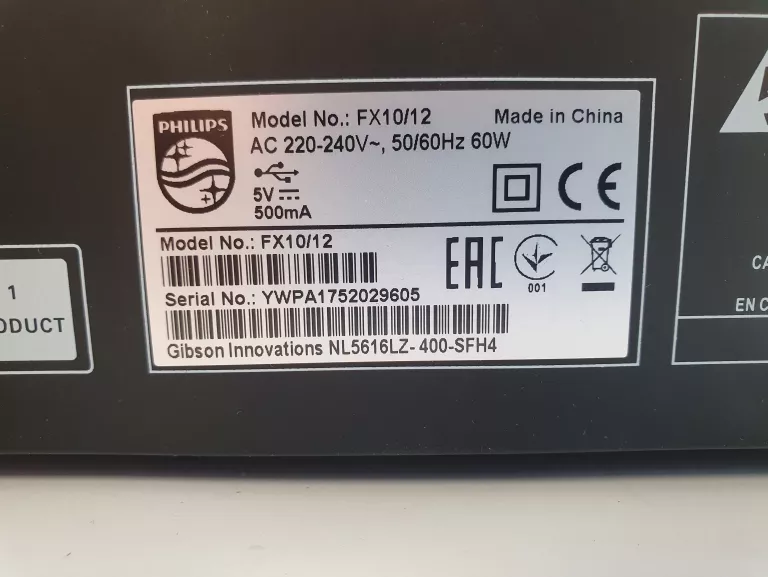 PHILIPS
Model No.: FX10/12
Made in China
AC 220-240V~, 50/60Hz 60W
5V
500mA
CE
Model No.: FX10/12
EAC
001
Serial No.: YWPA1752029605
Gibson Innovations NL5616LZ- 400-SFH4
1
ODUCT
CA
EN C